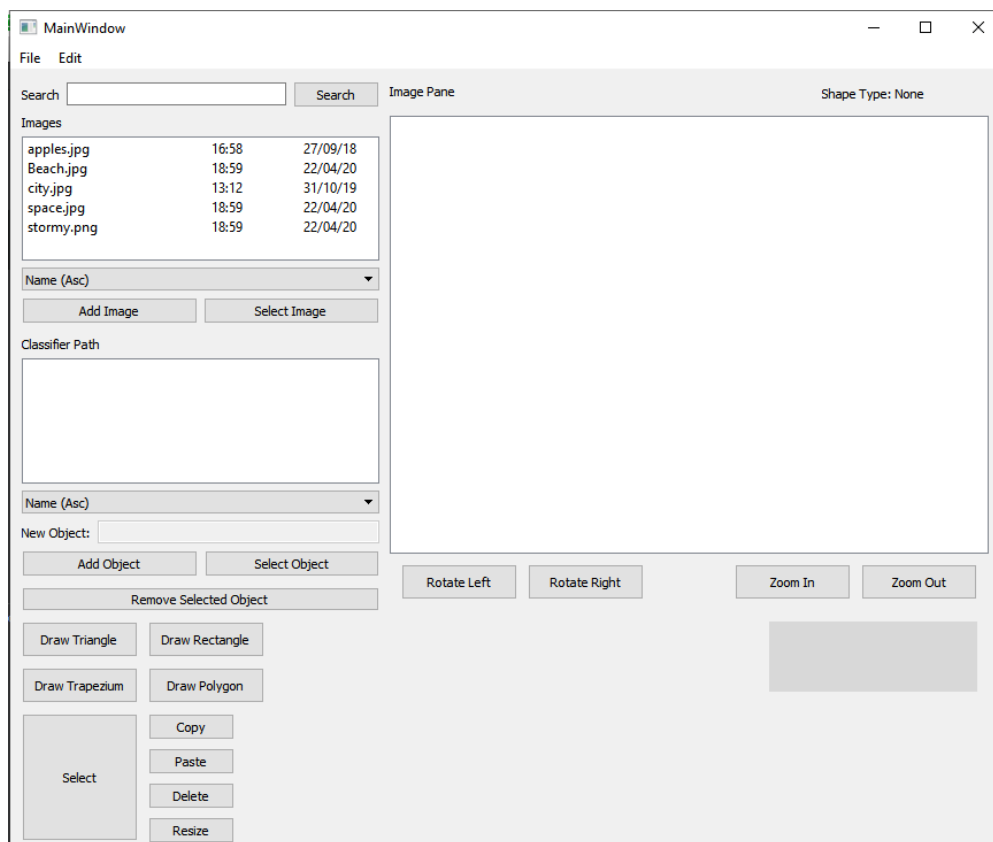 MainWindow
File Edit
Search Search
Image Pane
Shape Type: None
Images
apples.jpg 16:58 27/09/18
Beach.jpg 18:59 22/04/20
city.jpg 13:12 31/10/19
space.jpg 18:59 22/04/20
stormy.png 18:59 22/04/20
Name (Asc)
Add Image Select Image
Classifier Path
Name (Asc)
New Object:
Add Object Select Object
Remove Selected Object
Rotate Left Rotate Right Zoom In Zoom Out
Draw Triangle Draw Rectangle
Draw Trapezium Draw Polygon
Select
Copy
Paste
Delete
Resize